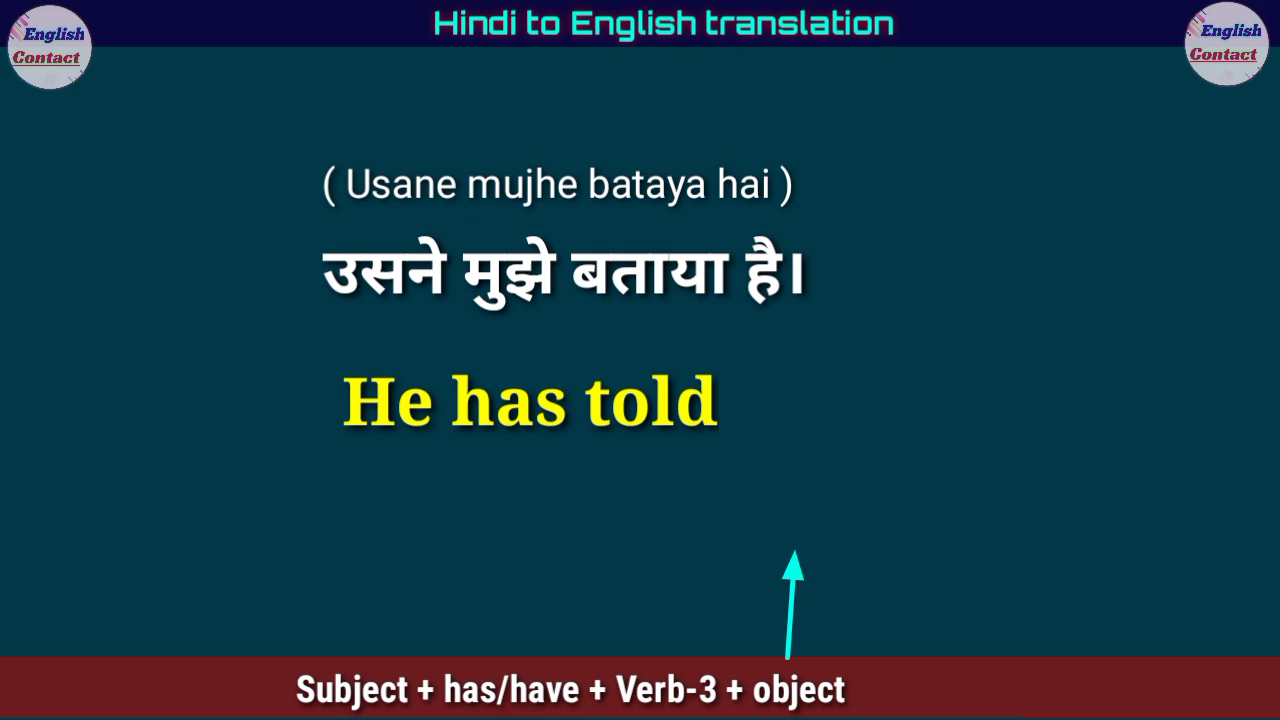 Hindi to English translation
English
Contact
English
Contact
( Usane mujhe bataya hai )
उसने मुझे बताया है।
He has told
Subject + has/have + Verb-3 + object